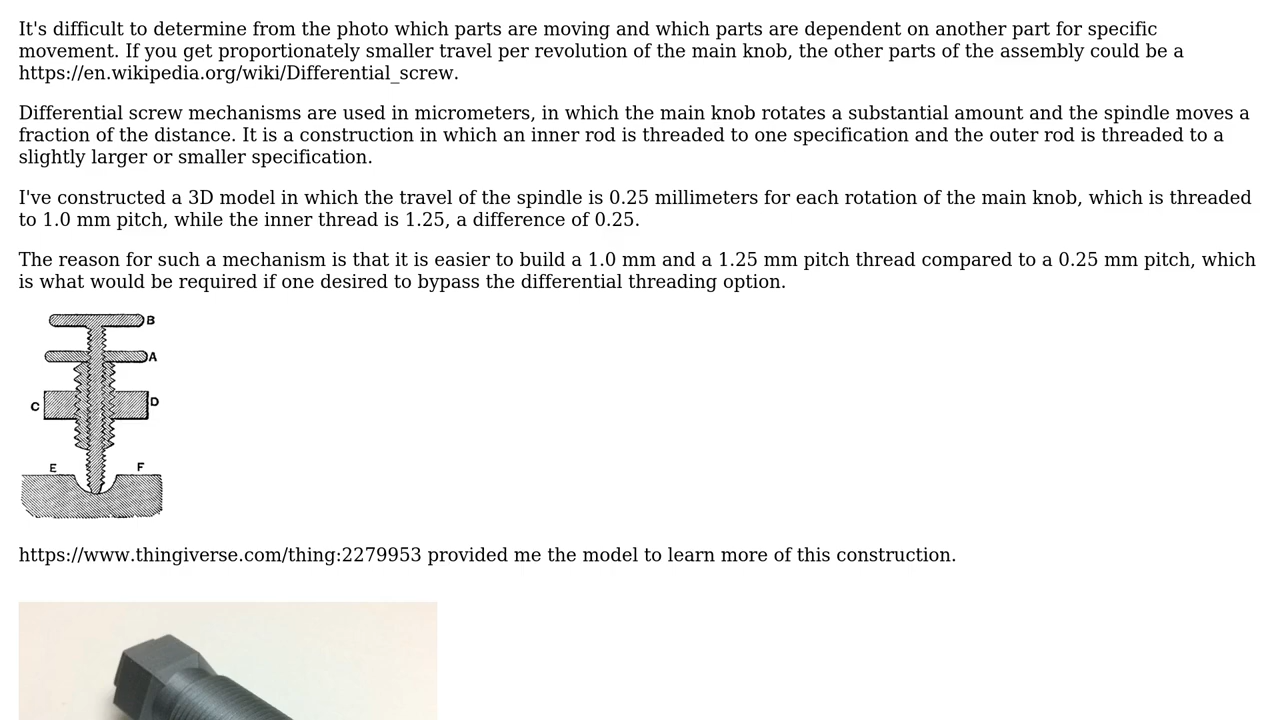 It's difficult to determine from the photo which parts are moving and which parts are dependent on another part for specific
movement. If you get proportionately smaller travel per revolution of the main knob, the other parts of the assembly could be a
https://en.wikipedia.org/wiki/Differential_screw.
Differential screw mechanisms are used in micrometers, in which the main knob rotates a substantial amount and the spindle moves a
fraction of the distance. It is a construction in which an inner rod is threaded to one specification and the outer rod is threaded to a
slightly larger or smaller specification.
I've constructed a 3D model in which the travel of the spindle is 0.25 millimeters for each rotation of the main knob, which is threaded
to 1.0 mm pitch, while the inner thread is 1.25, a difference of 0.25.
The reason for such a mechanism is that it is easier to build a 1.0 mm and a 1.25 mm pitch thread compared to a 0.25 mm pitch, which
is what would be required if one desired to bypass the differential threading option.
B
A
C D
E F
https://www.thingiverse.com/thing:2279953 provided me the model to learn more of this construction.